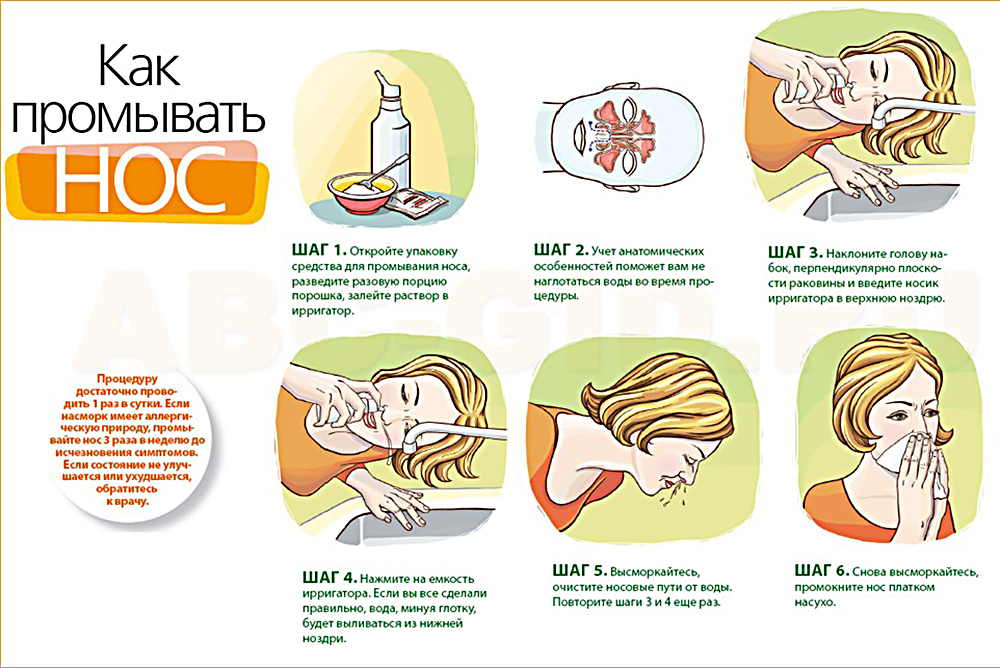 Как
промывать
НОС
ШАГ 1. Откройте упаковку
средства для промывания носа,
разведите разовую порцию
порошка, залейте раствор в
ирригатор.
ШАГ 2. Учет анатомических
особенностей поможет вам не
наглотаться воды во время про-
цедуры.
ШАГ 3. Наклоните голову на-
бок, перпендикулярно плоско-
сти раковины и введите носик
ирригатора в верхнюю ноздрю.
ABC-GID.RU
Процедуру
достаточно прово-
дить 1 раз в сутки. Если
насморк имеет аллерги-
ческую природу, промы-
вайте нос 3 раза в неделю до
исчезновения симптомов.
Если состояние не улуч-
шается или ухудшается,
обратитесь
к врачу.
ШАГ 4. Нажмите на емкость
ирригатора. Если вы все сделали
правильно, вода, минуя глотку,
будет выливаться из нижней
ноздри.
ШАГ 5. Высморкайтесь,
очистите носовые пути от воды.
Повторите шаги 3 и 4 еще раз.
ШАГ 6. Снова высморкайтесь,
промокните нос платком
насухо.